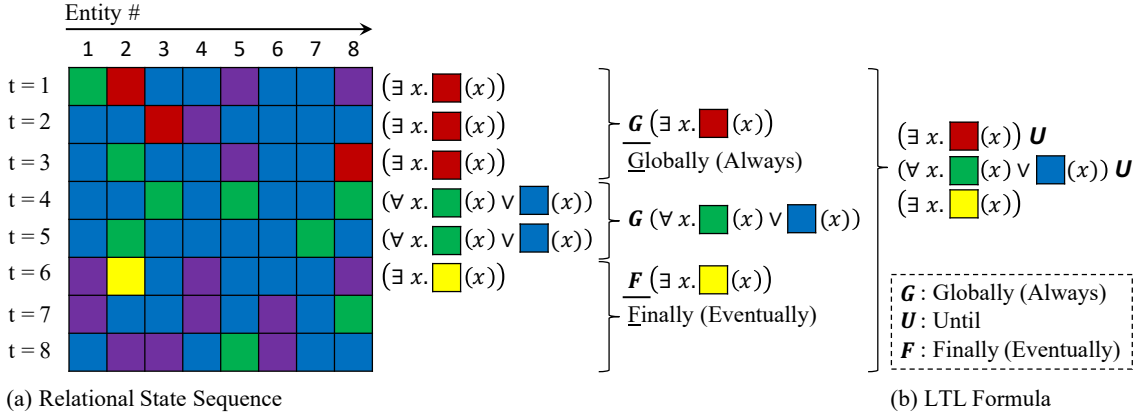 Entity #
1 2 3 4 5 6 7 8
t = 1
t = 2
t = 3
t = 4
t = 5
t = 6
t = 7
t = 8
(∃ x. (x))
(∃ x. (x))
(∃ x. (x))
(∀ x. (x) ∨ (x))
(∀ x. (x) ∨ (x))
(∃ x. (x))
G (∃ x. (x))
Globally (Always)
G (∀ x. (x) ∨ (x))
F (∃ x. (x))
Finally (Eventually)
(∃ x. (x)) U
(∀ x. (x) ∨ (x)) U
(∃ x. (x))
G : Globally (Always)
U : Until
F : Finally (Eventually)
(a) Relational State Sequence
(b) LTL Formula